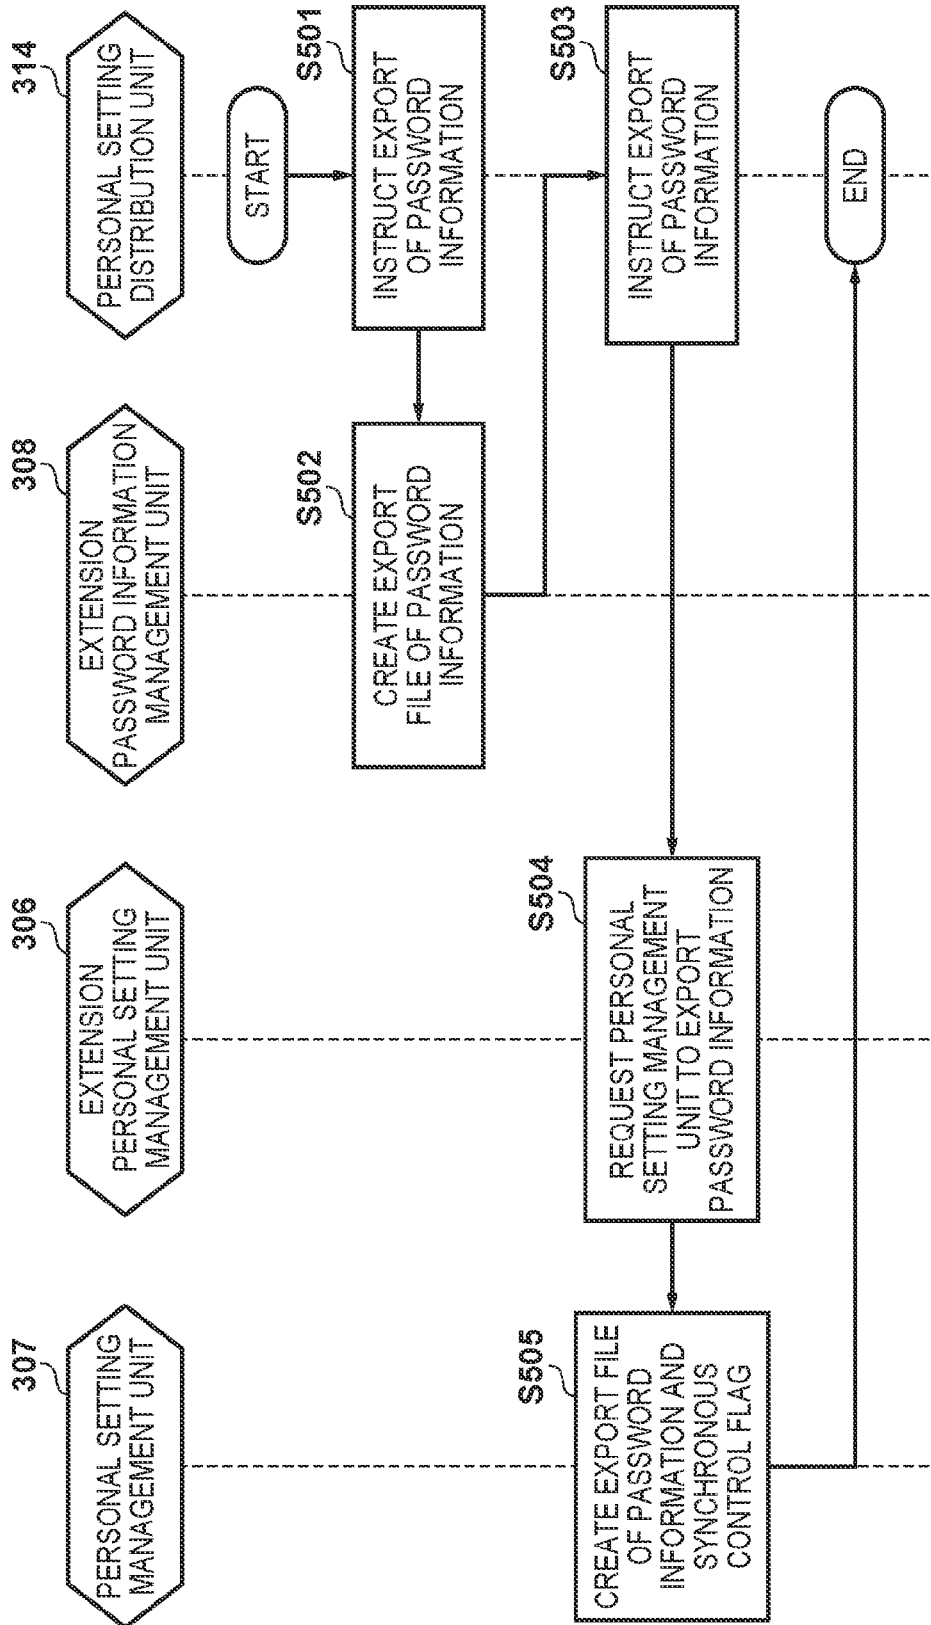 307
PERSONAL SETTING
MANAGEMENT UNIT
306
EXTENSION
PERSONAL SETTING
MANAGEMENT UNIT
308
EXTENSION
PASSWORD INFORMATION
MANAGEMENT UNIT
314
PERSONAL SETTING
DISTRIBUTION UNIT
START
S501
INSTRUCT EXPORT
OF PASSWORD
INFORMATION
S502
CREATE EXPORT
FILE OF PASSWORD
INFORMATION
S503
INSTRUCT EXPORT
OF PASSWORD
INFORMATION
S504
REQUEST PERSONAL
SETTING MANAGEMENT
UNIT TO EXPORT
PASSWORD INFORMATION
S505
CREATE EXPORT FILE
OF PASSWORD
INFORMATION AND
SYNCHRONOUS
CONTROL FLAG
END